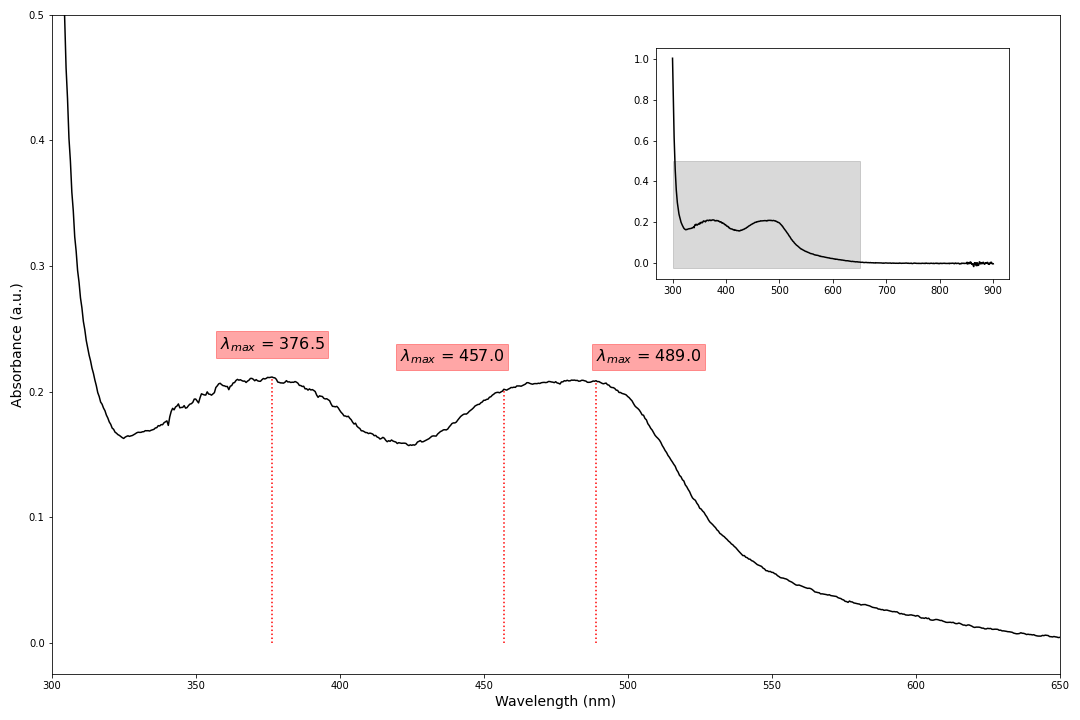 0.5
0.4
0.3
0.2
0.1
0.0
Absorbance (a.u.)
1.0
0.8
0.6
0.4
0.2
0.0
300 400 500 600 700 800 900
λmax = 376.5
λmax = 457.0
λmax = 489.0
300 350 400 450 500 550 600 650
Wavelength (nm)